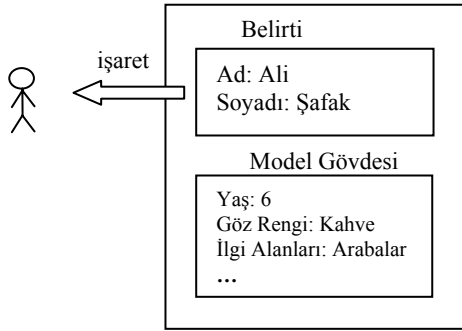 Belirti
işaret
Ad: Ali
Soyadı: Şafak
Model Gövdesi
Yaş: 6
Göz Rengi: Kahve
İlgi Alanları: Arabalar
...